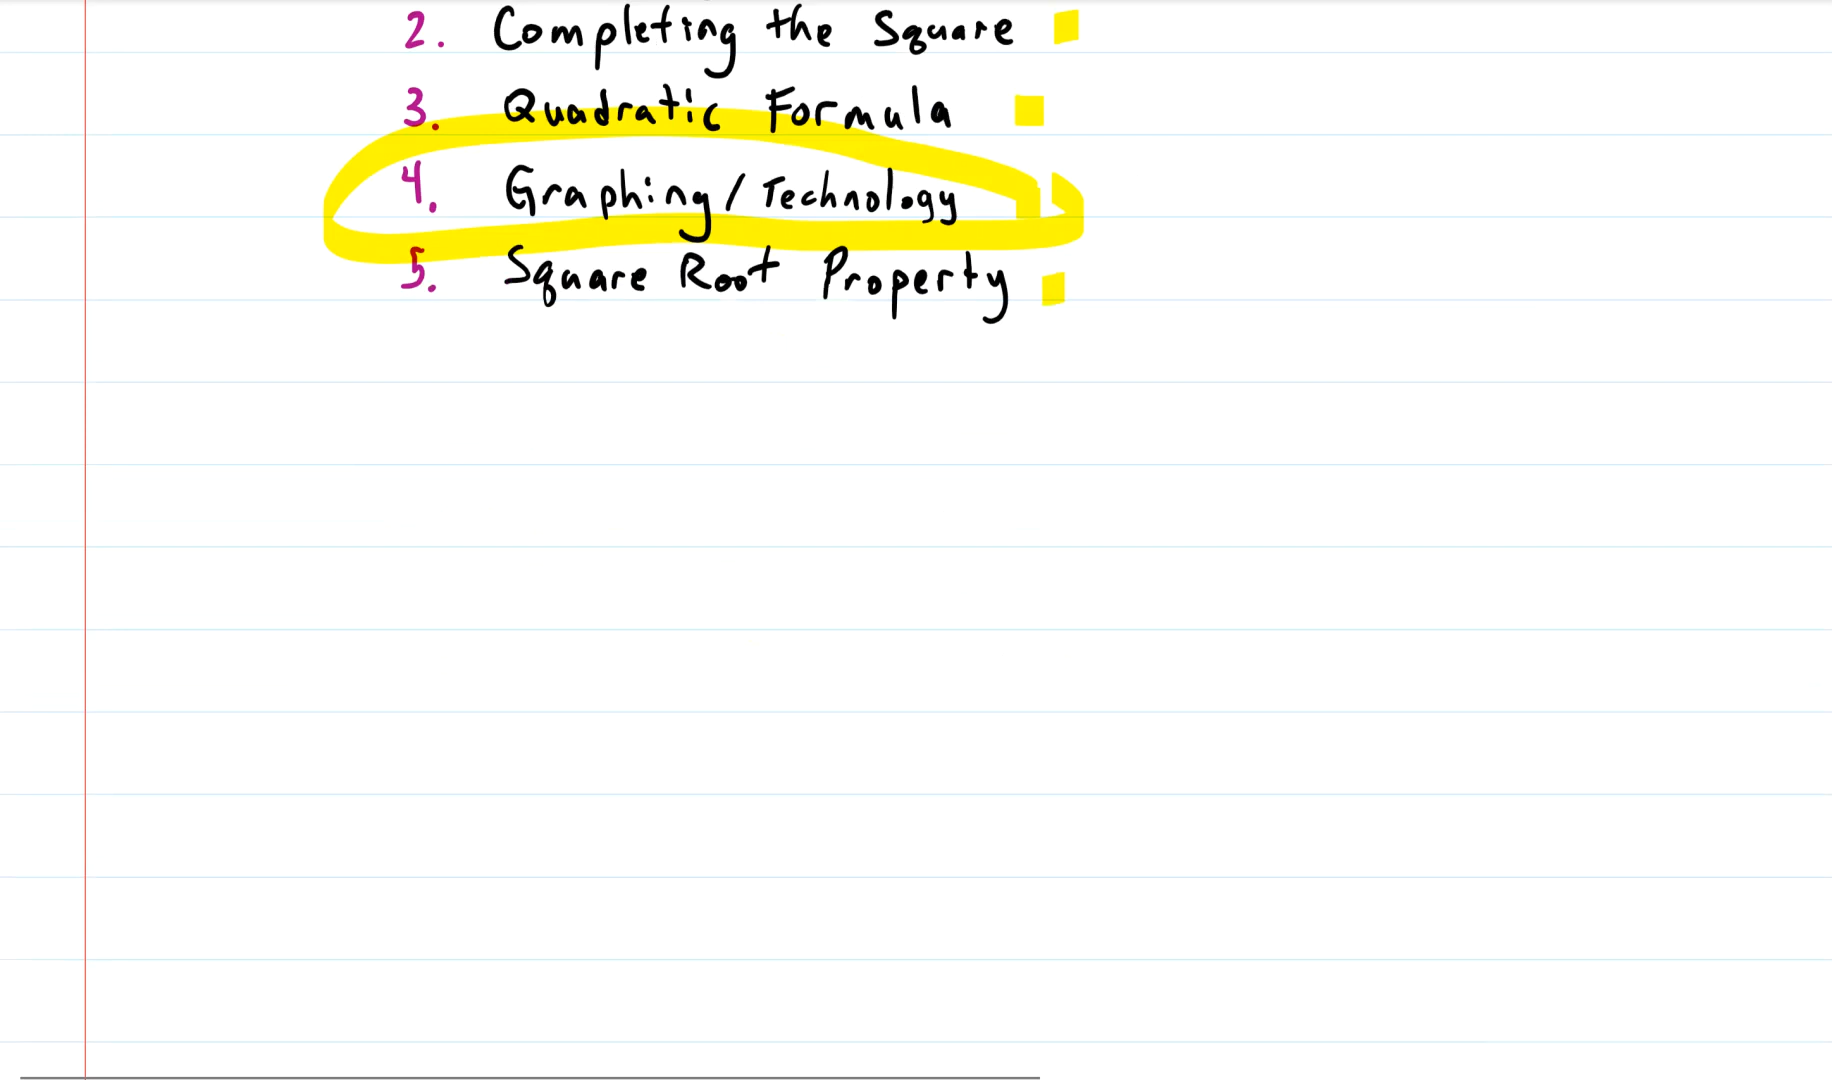 2. Completing the Square
3. Quadratic Formula
4. Graphing/Technology
5. Square Root Property